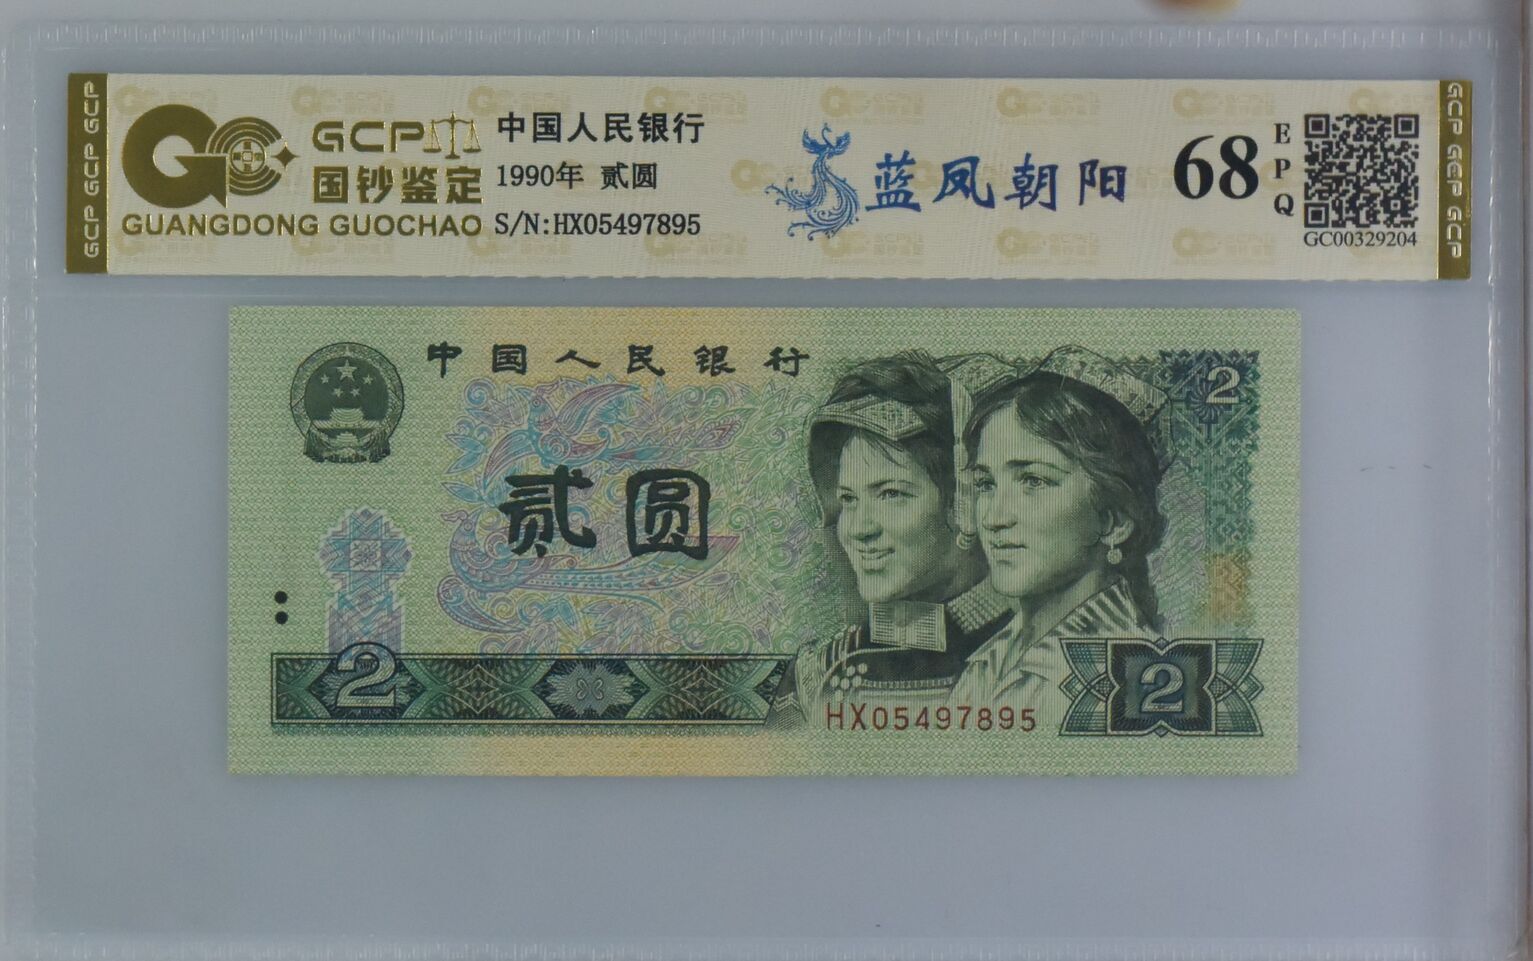 GCP GCP GCP
GCP
国钞鉴定
GUANGDONG GUOCHAO
中国人民银行
1990年 贰圆
S/N:HX05497895
蓝凤朝阳
68
EPQ
GC00329204
GCP GCP GCP
中国人民银行
2
贰圆
2
HX05497895
2